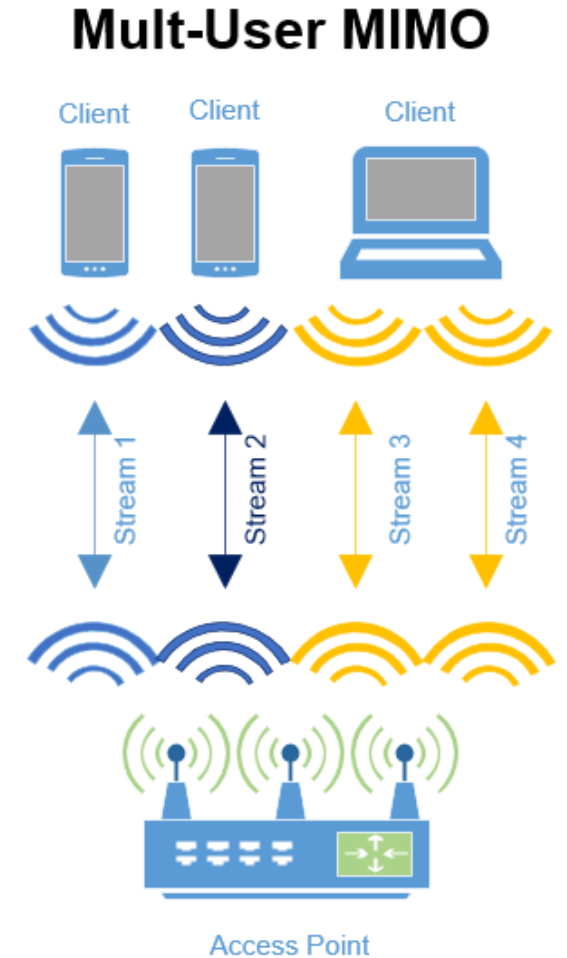 Mult-User MIMO
Client
Client
Client
Stream 1
Stream 2
Stream 3
Stream 4
Access Point